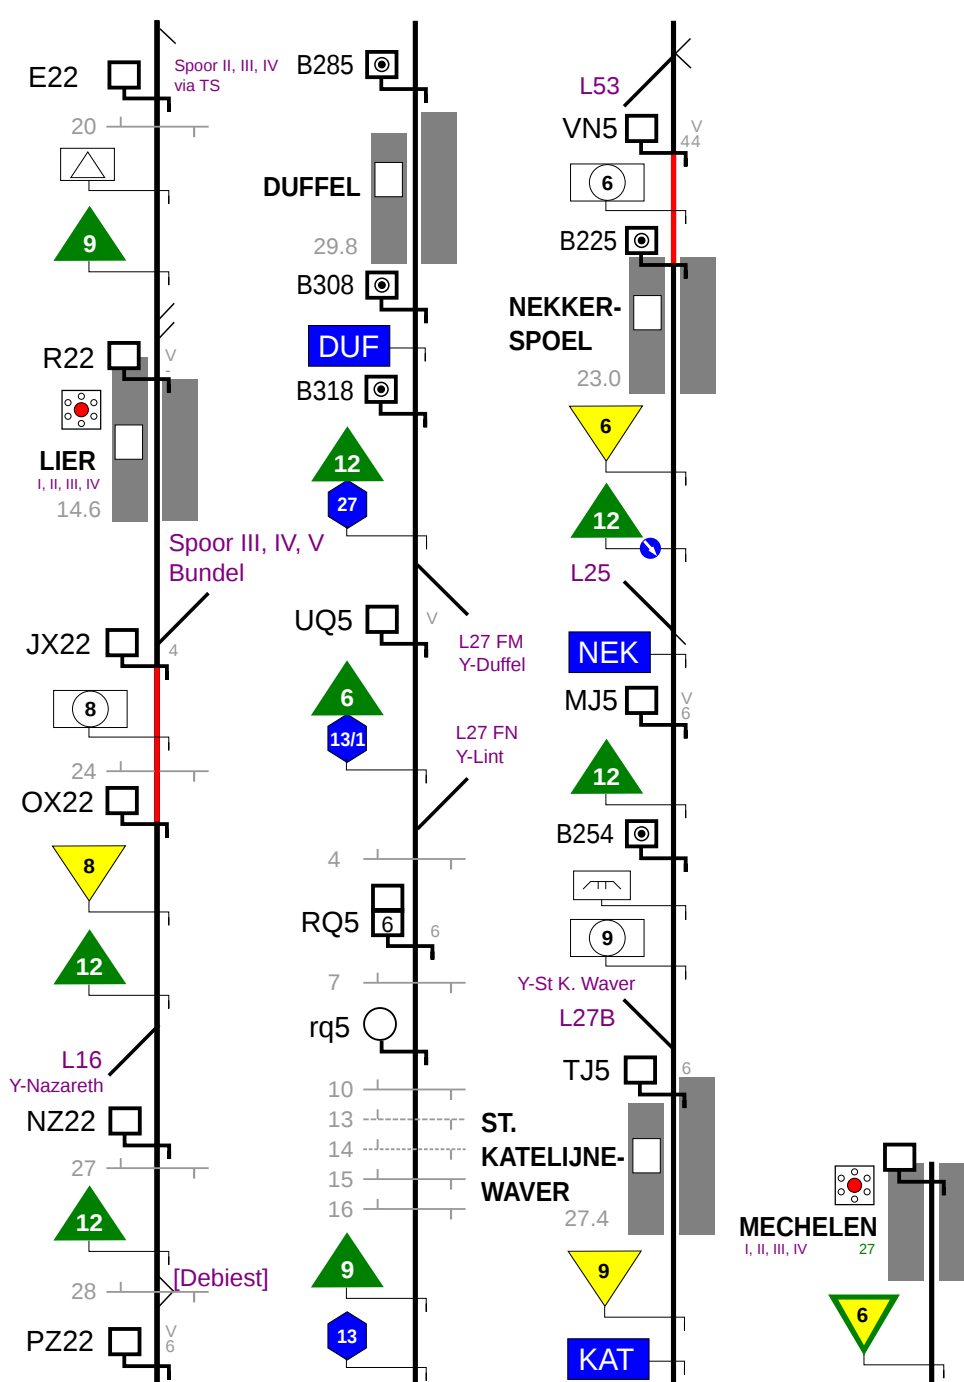 E22
Spoor II, III, IV
via TS
20
9
R22
V
-
LIER
I, II, III, IV
14.6
Spoor III, IV, V
Bundel
JX22
4
8
24
OX22
8
12
L16
Y-Nazareth
NZ22
27
12
28
[Debiest]
PZ22
V
6
B285
DUFFEL
29.8
B308
DUF
B318
12
27
UQ5
V
L27 FM
Y-Duffel
6
13/1
L27 FN
Y-Lint
4
RQ5
6
6
7
rq5
10
13
14
15
16
9
13
L53
VN5
V
44
6
B225
NEKKER-
SPOEL
23.0
6
12
L25
NEK
MJ5
V
6
12
B254
9
Y-St K. Waver
L27B
TJ5
6
ST.
KATELIJNE-
WAVER
27.4
9
KAT
MECHELEN
I, II, III, IV
27
6